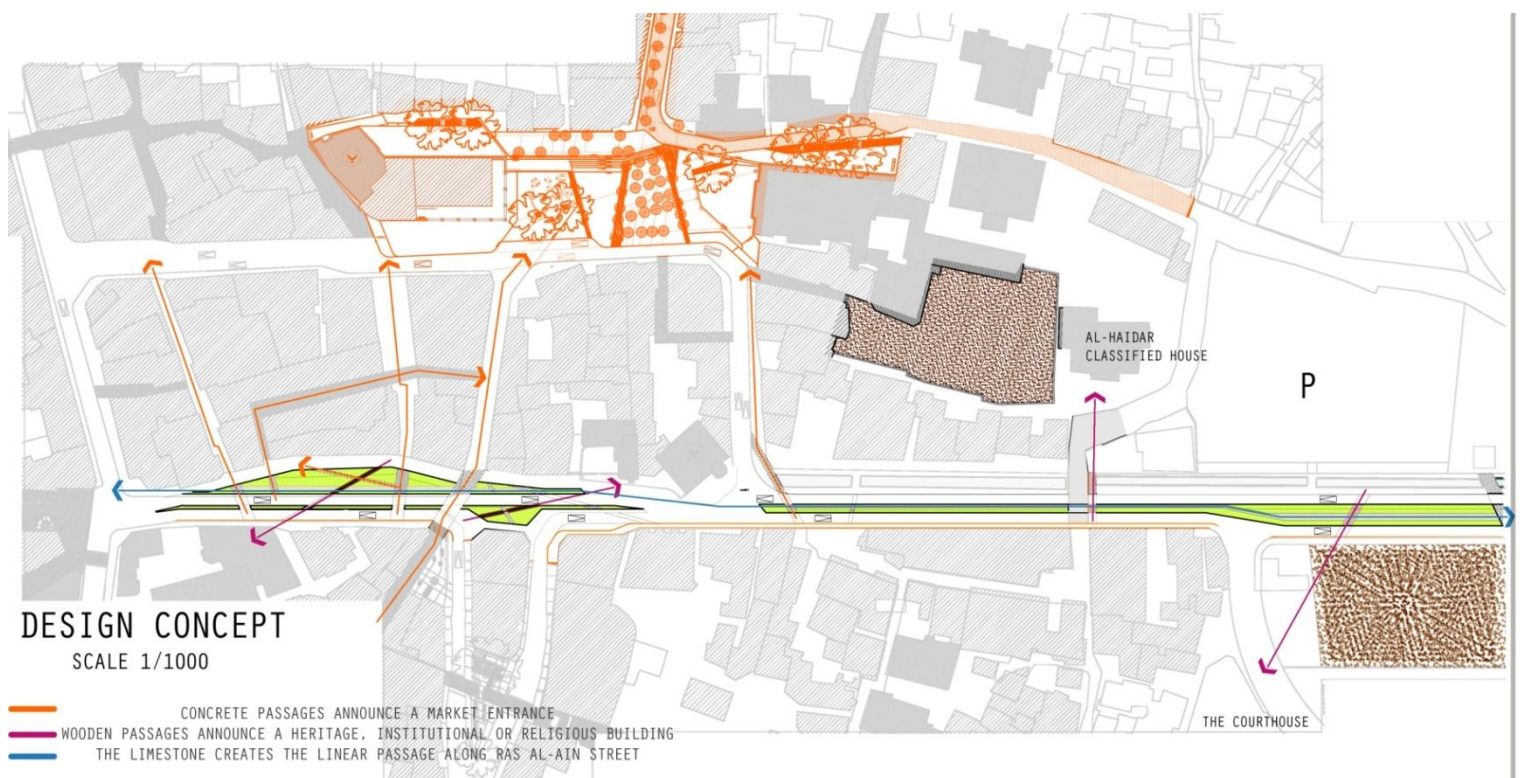 AL-HAIDAR
CLASSIFIED HOUSE
P
DESIGN CONCEPT
SCALE 1/1000
CONCRETE PASSAGES ANNOUNCE A MARKET ENTRANCE
WOODEN PASSAGES ANNOUNCE A HERITAGE, INSTITUTIONAL OR RELIGIOUS BUILDING
THE LIMESTONE CREATES THE LINEAR PASSAGE ALONG RAS AL-AIN STREET
THE COURTHOUSE